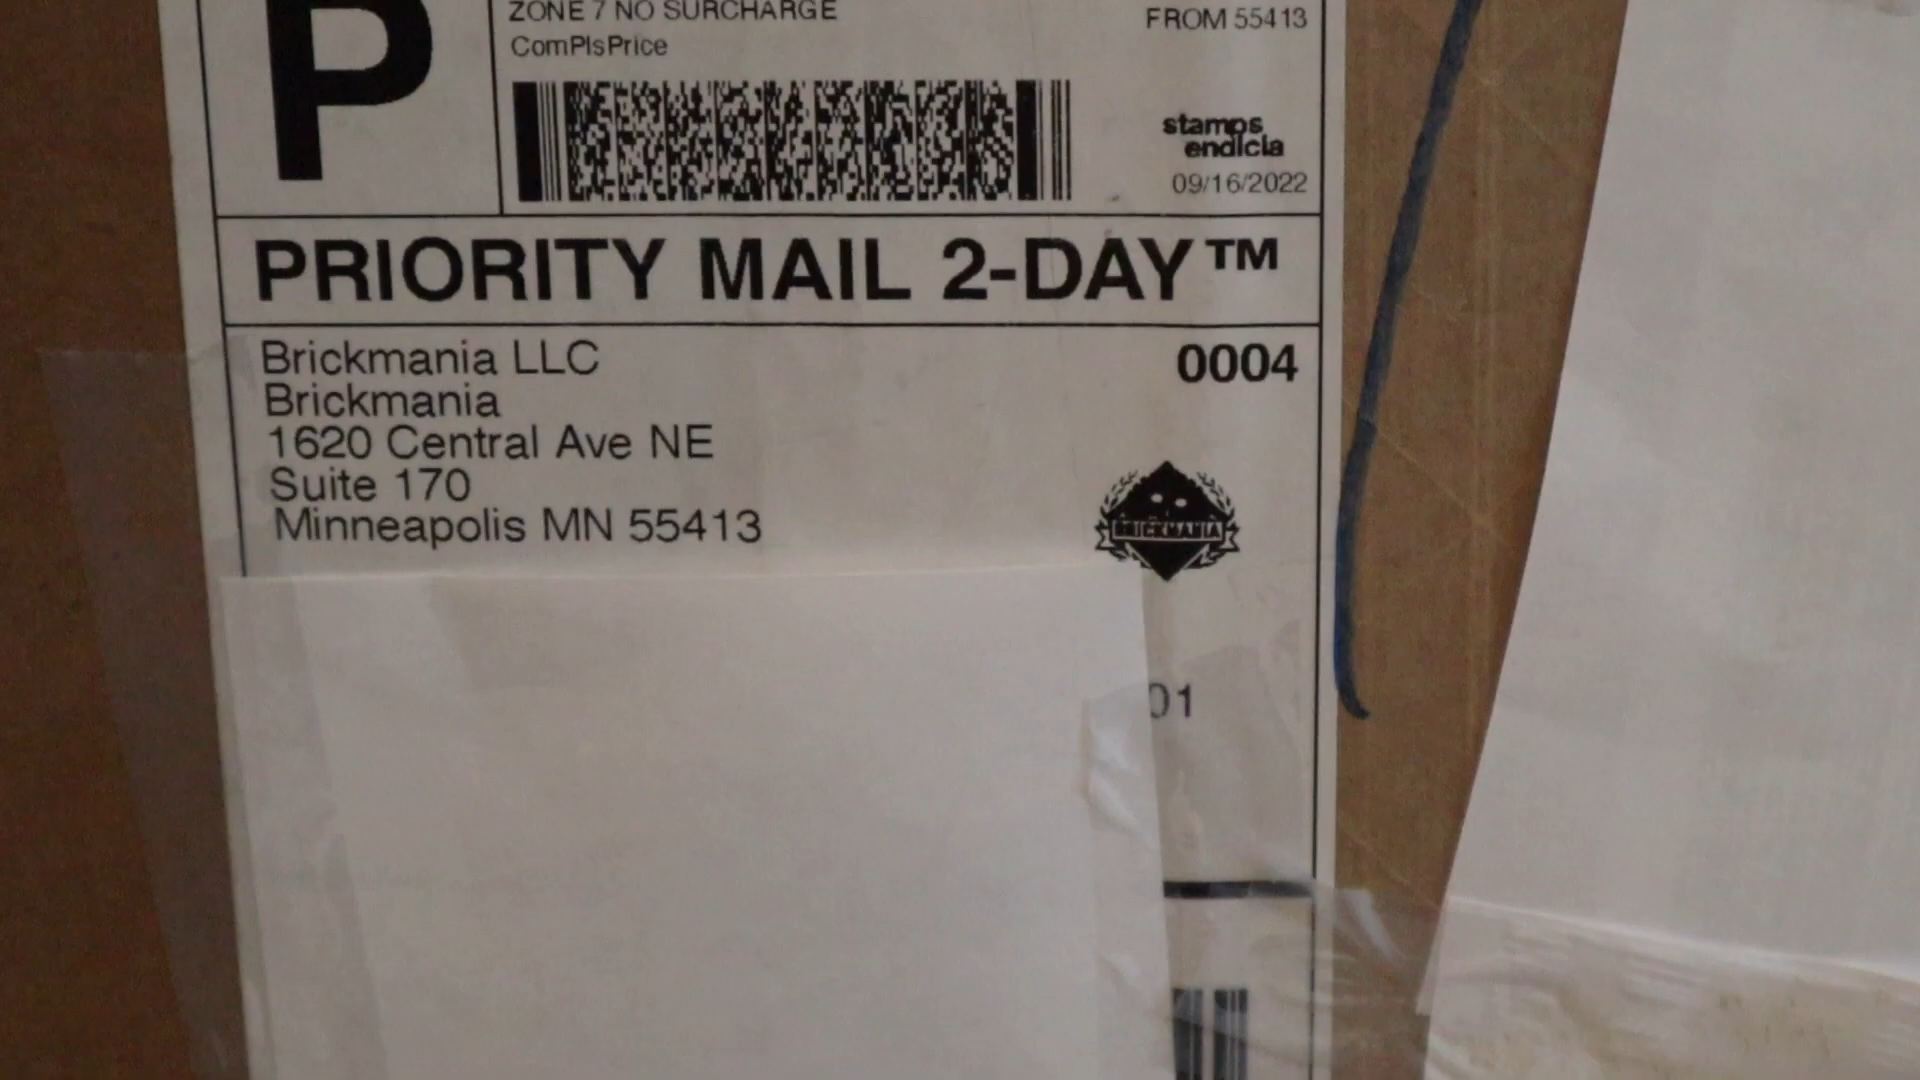 P
ZONE 7 NO SURCHARGE
ComPlsPrice
FROM 55413
stamps
endicia
09/16/2022
PRIORITY MAIL 2-DAY™
Brickmania LLC
0004
Brickmania
1620 Central Ave NE
Suite 170
Minneapolis MN 55413
BRICKMANIA
01